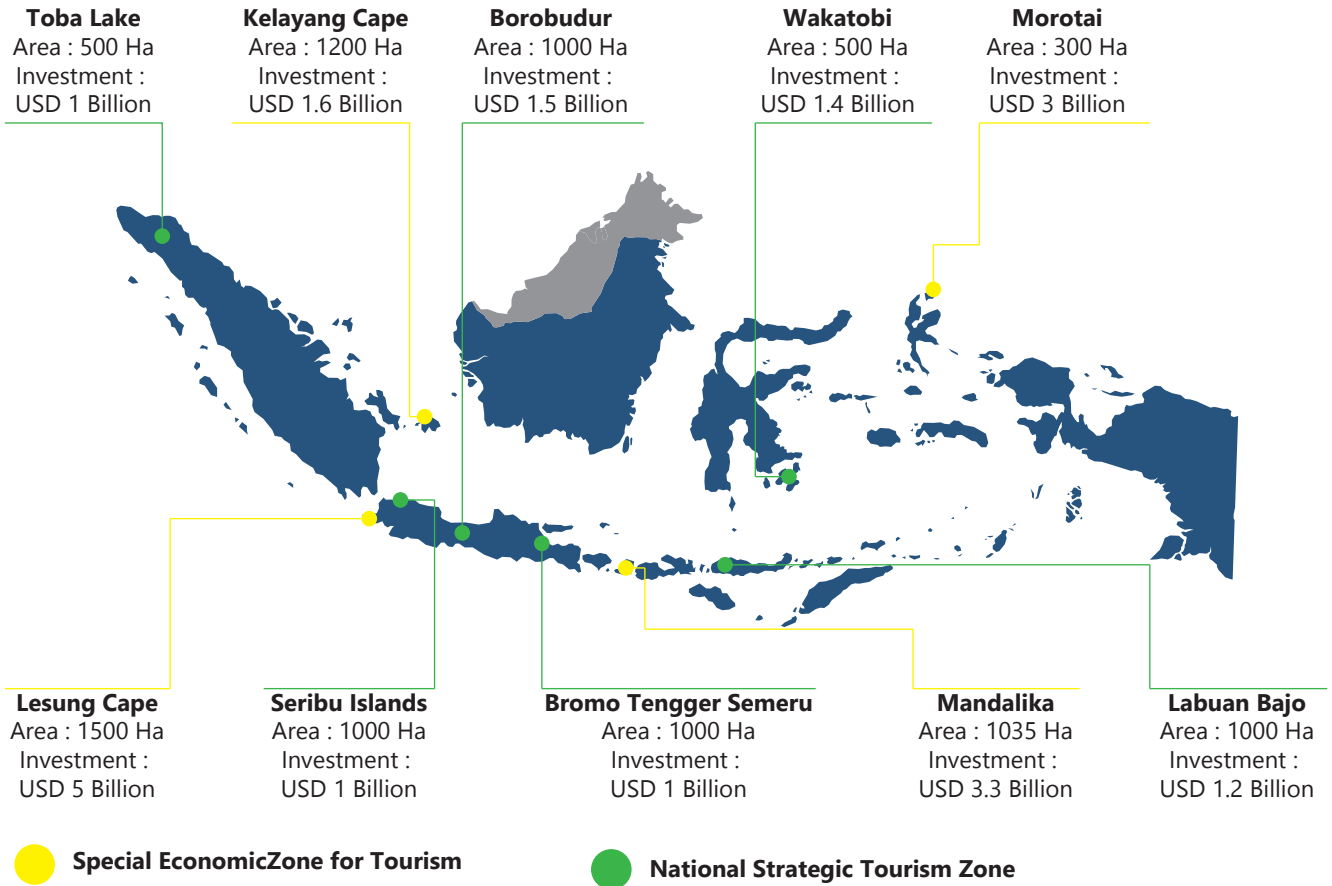 Toba Lake
Area : 500 Ha
Investment :
USD 1 Billion
Kelayang Cape
Area : 1200 Ha
Investment :
USD 1.6 Billion
Borobudur
Area : 1000 Ha
Investment :
USD 1.5 Billion
Wakatobi
Area : 500 Ha
Investment :
USD 1.4 Billion
Morotai
Area : 300 Ha
Investment :
USD 3 Billion
Lesung Cape
Area : 1500 Ha
Investment :
USD 5 Billion
Seribu Islands
Area : 1000 Ha
Investment :
USD 1 Billion
Bromo Tengger Semeru
Area : 1000 Ha
Investment :
USD 1 Billion
Mandalika
Area : 1035 Ha
Investment :
USD 3.3 Billion
Labuan Bajo
Area : 1000 Ha
Investment :
USD 1.2 Billion
Special EconomicZone for Tourism
National Strategic Tourism Zone